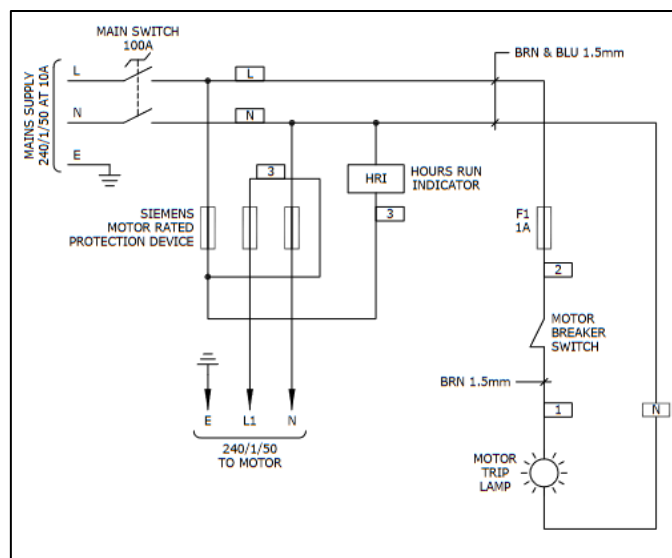 MAIN SWITCH
100A
MAINS SUPPLY
240/1/50 AT 10A
L
N
E
L
N
BRN & BLU 1.5mm
3
HRI
HOURS RUN
INDICATOR
3
SIEMENS
MOTOR RATED
PROTECTION DEVICE
F1
1A
2
MOTOR
BREAKER
SWITCH
BRN 1.5mm
1
N
E
L1
N
240/1/50
TO MOTOR
MOTOR
TRIP
LAMP